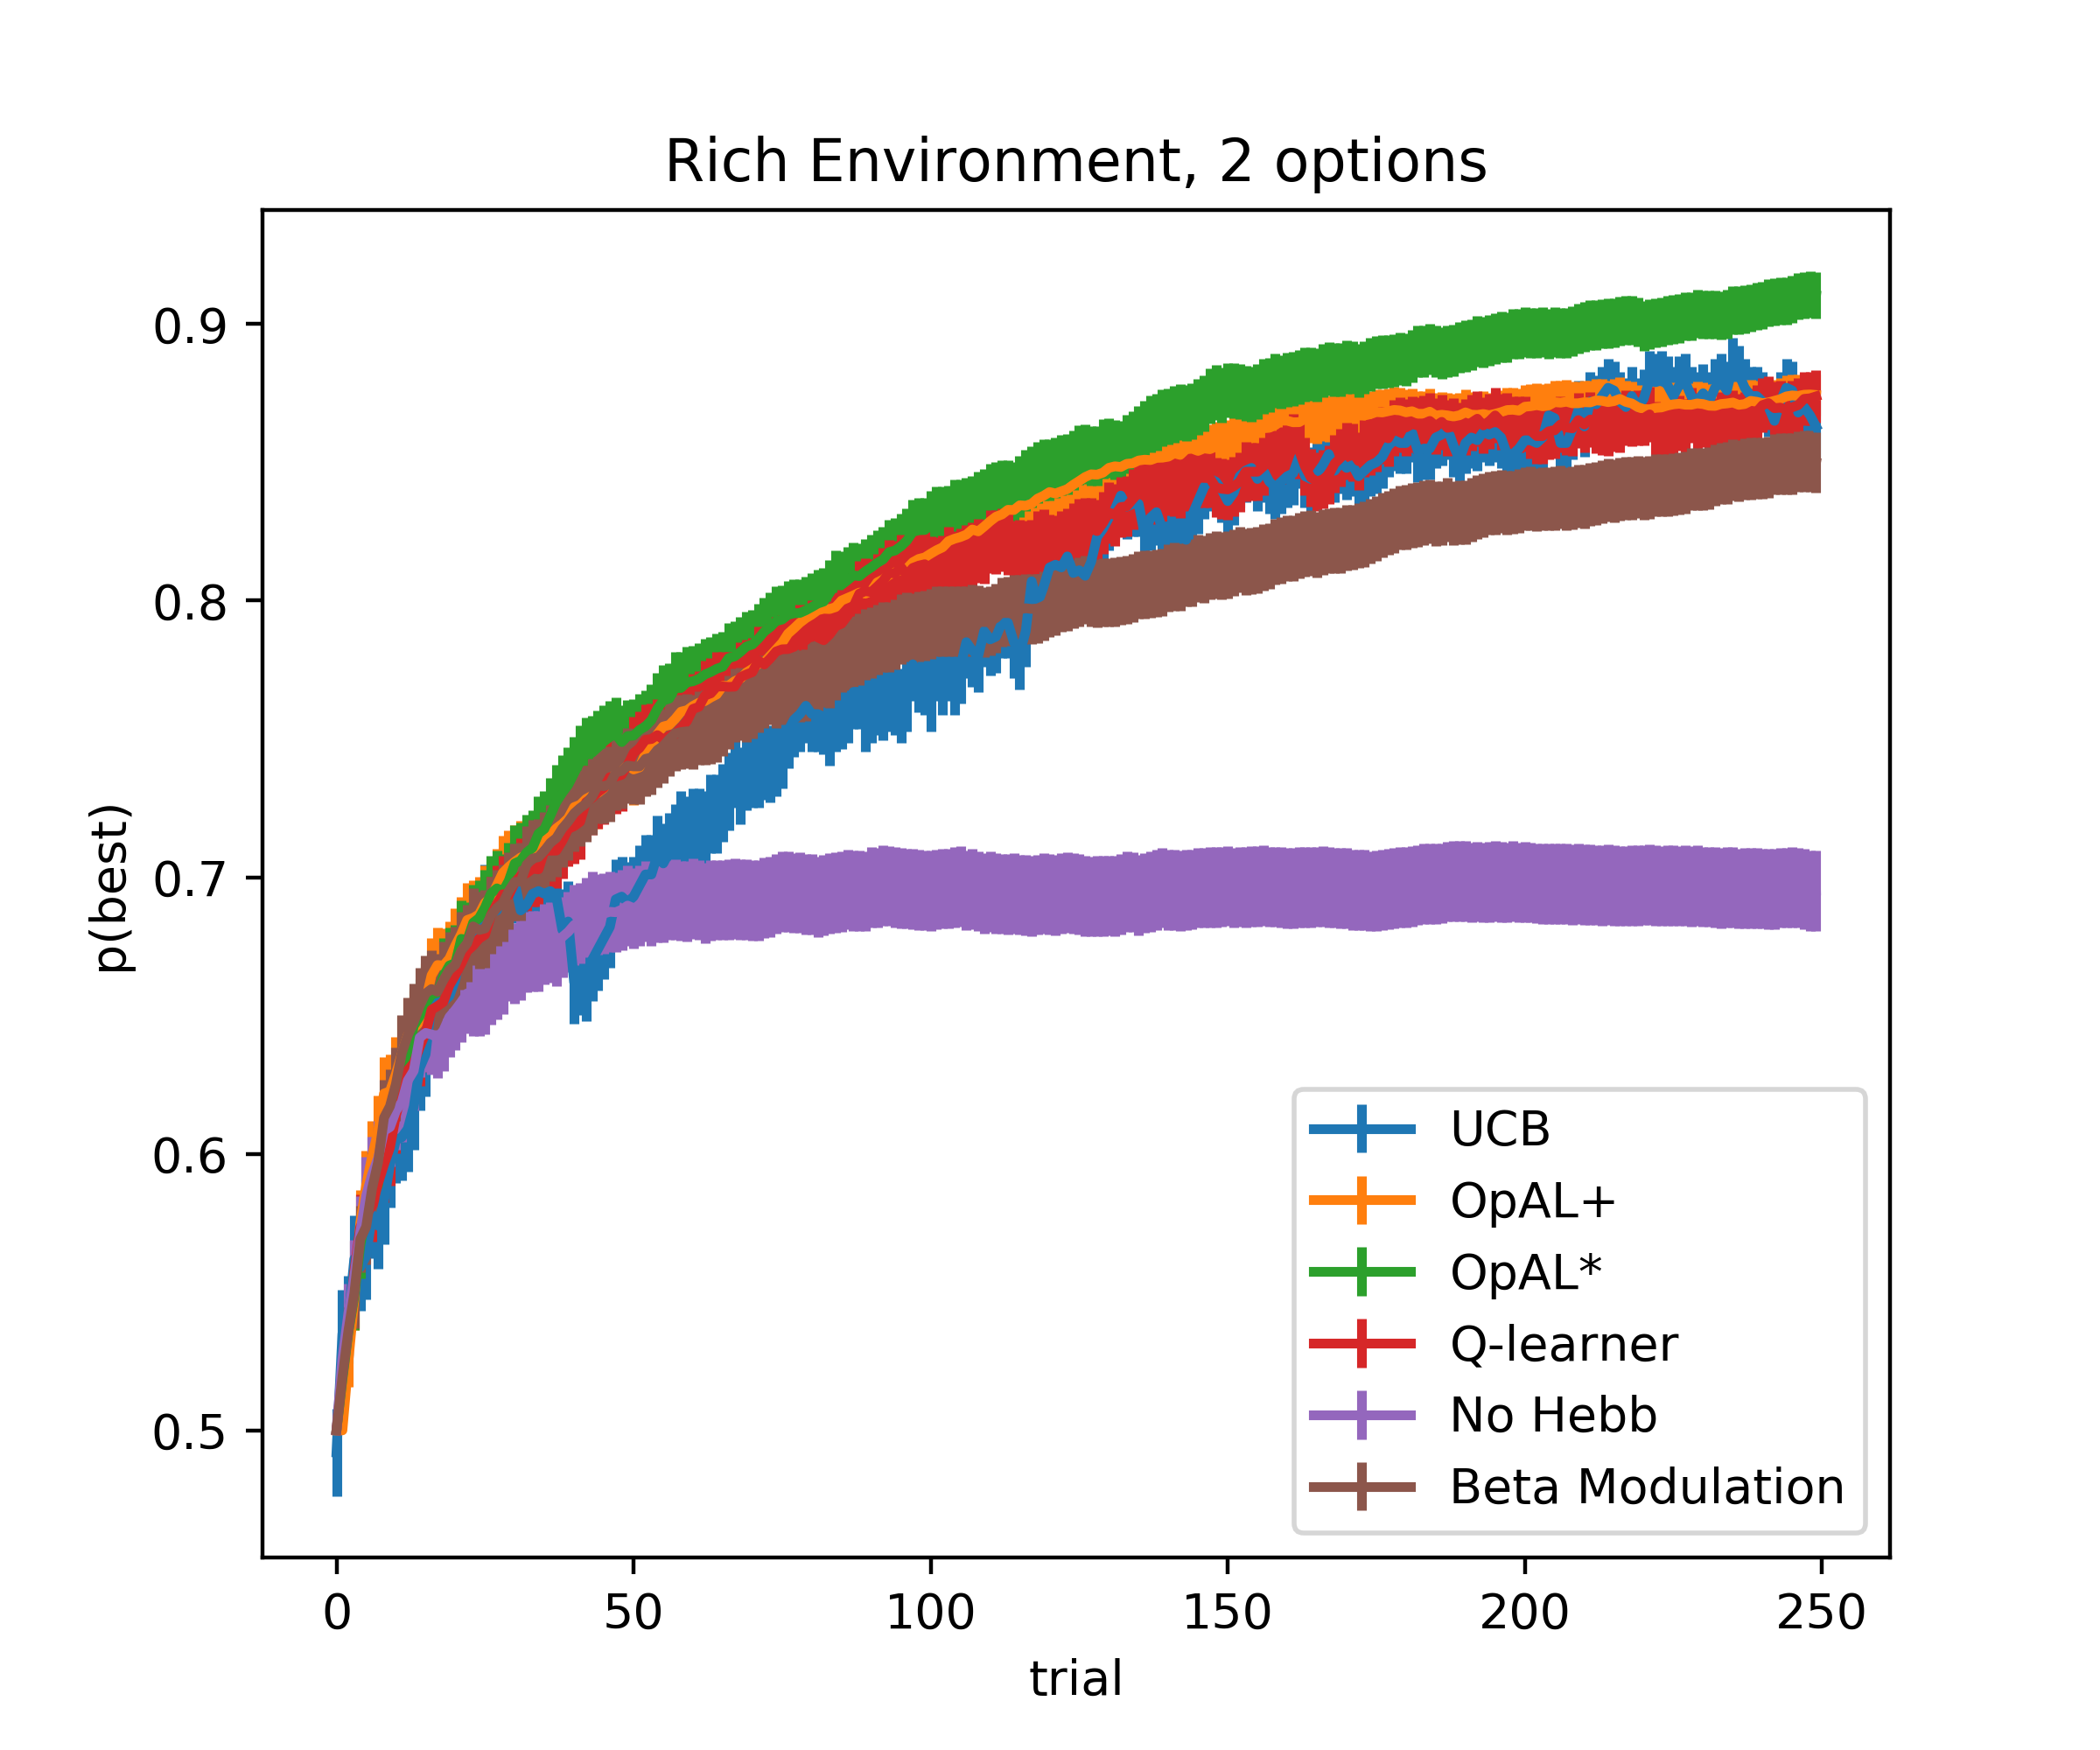 Rich Environment, 2 options
p(best)
0.9
0.8
0.7
0.6
0.5
UCB
OpAL+
OpAL*
Q-learner
No Hebb
Beta Modulation
0 50 100 150 200 250
trial